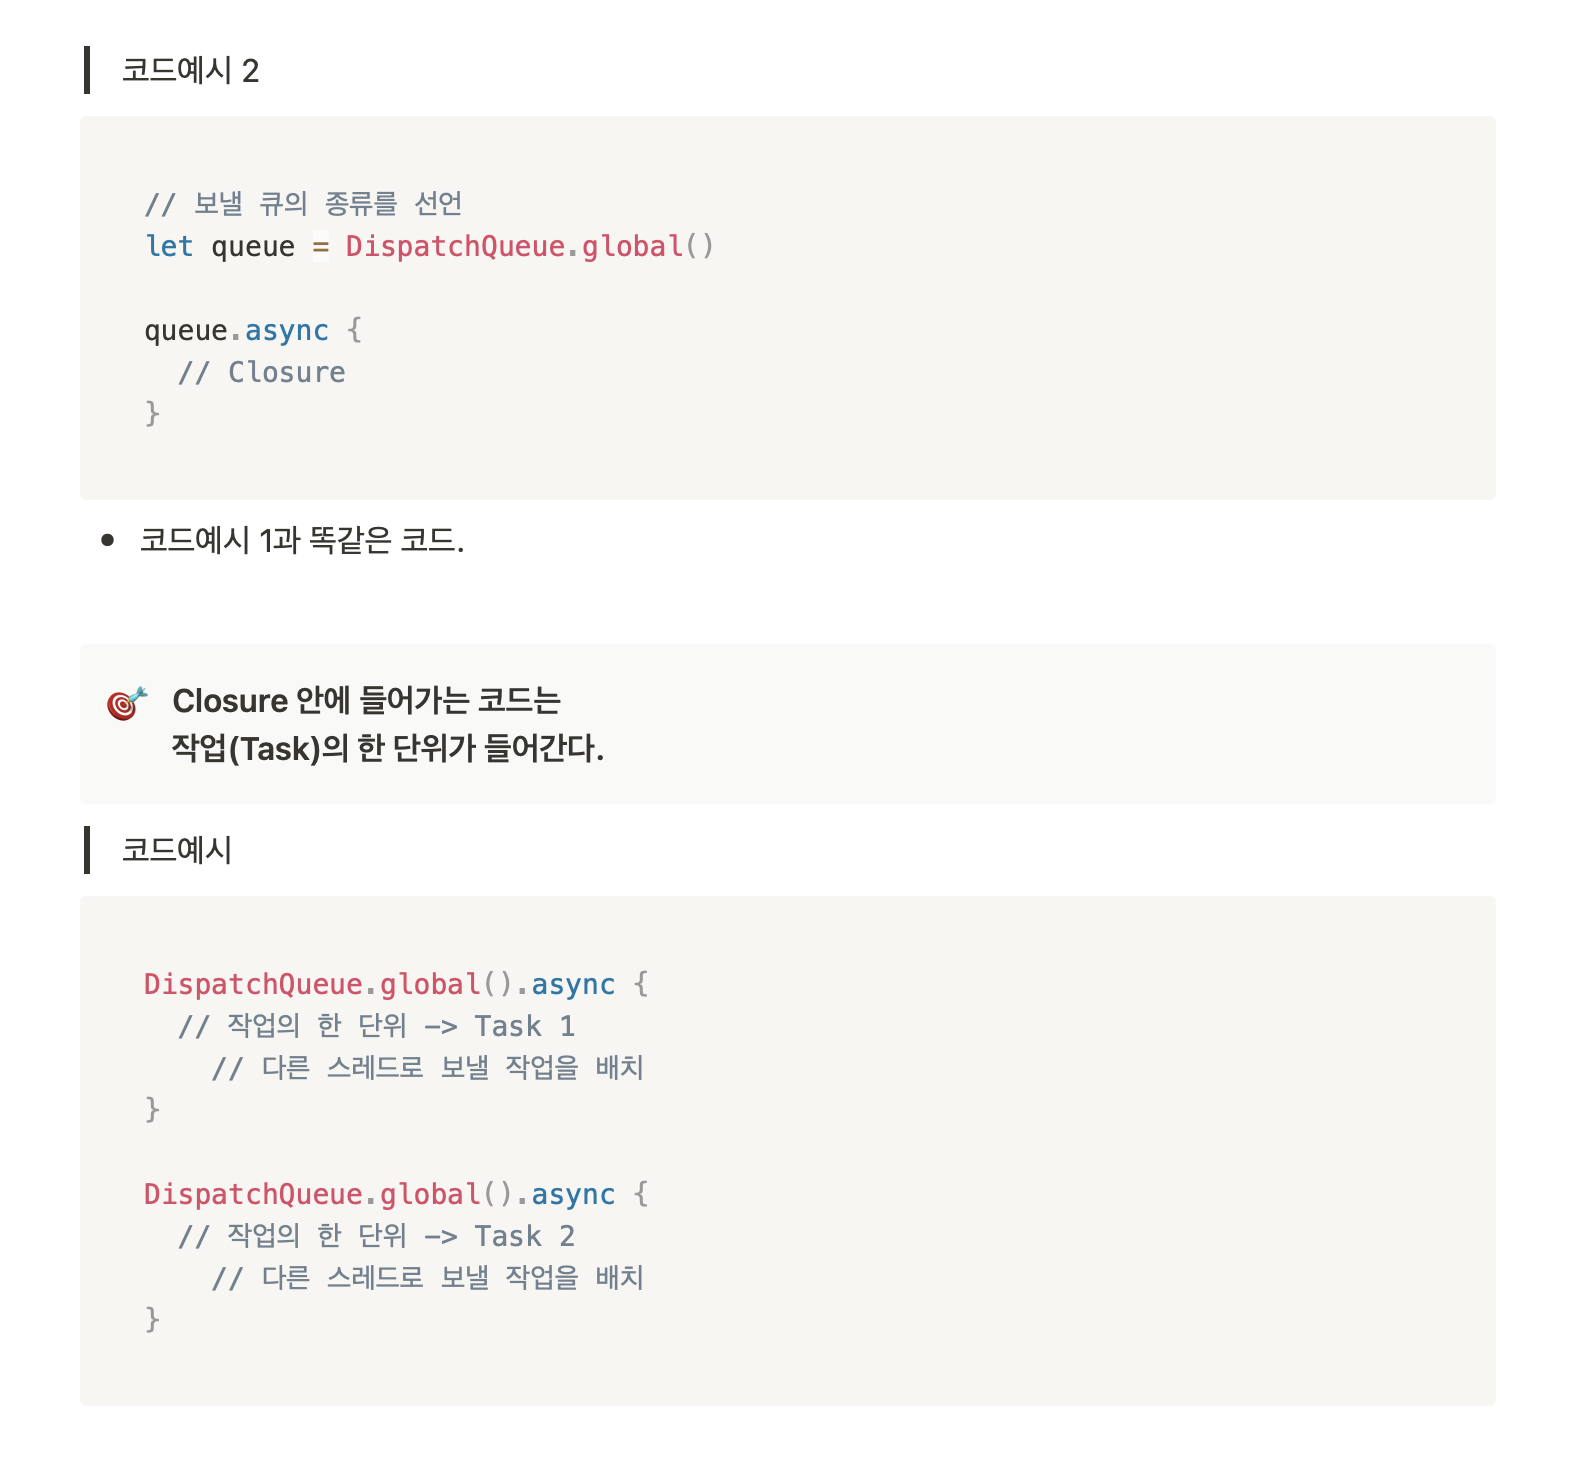 코드예시 2
// 보낼 큐의 종류를 선언
let queue = DispatchQueue.global()
queue.async {
  // Closure
}
• 코드예시 1과 똑같은 코드.
🎯 Closure 안에 들어가는 코드는
작업(Task)의 한 단위가 들어간다.
코드예시
DispatchQueue.global().async {
  // 작업의 한 단위 -> Task 1
    // 다른 스레드로 보낼 작업을 배치
}
DispatchQueue.global().async {
  // 작업의 한 단위 -> Task 2
    // 다른 스레드로 보낼 작업을 배치
}